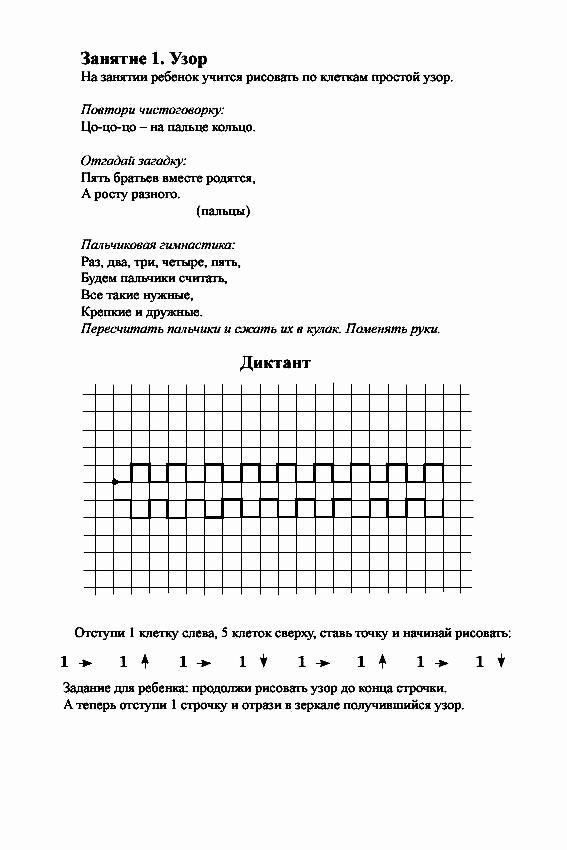 Занятие 1. Узор
На занятии ребенок учится рисовать по клеткам простой узор.
Повтори чистоговорку:
Цо-цо-цо – на пальце кольцо.
Отгадай загадку:
Пять братьев вместе родятся,
А росту разного.
(пальцы)
Пальчиковая гимнастика:
Раз, два, три, четыре, пять,
Будем пальчики считать,
Все такие нужные,
Крепкие и дружные.
Пересчитать пальчики и сжать их в кулак. Поменять руки.
Диктант
Отступи 1 клетку слева, 5 клеток сверху, ставь точку и начинай рисовать:
1 → 1 ↑ 1 → 1 ↓ 1 → 1 ↑ 1 → 1 ↓
Задание для ребенка: продолжи рисовать узор до конца строчки.
А теперь отступи 1 строчку и отрази в зеркале получившийся узор.